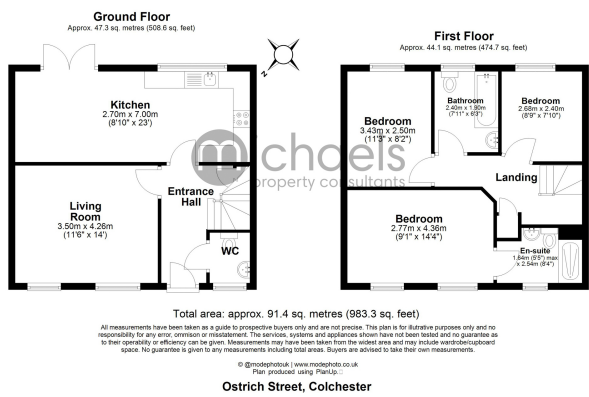 Ground Floor
Approx. 47.3 sq. metres (508.6 sq. feet)
First Floor
Approx. 44.1 sq. metres (474.7 sq. feet)
N
Kitchen
2.70m x 7.00m
(8'10" x 23')
Living
Room
3.50m x 4.26m
(11'6" x 14')
Entrance
Hall
WC
Bedroom
3.43m x 2.50m
(11'3" x 8'2")
Bathroom
2.40m x 1.90m
(7'11" x 6'3")
Bedroom
2.68m x 2.40m
(8'9" x 7'10")
Landing
Bedroom
2.77m x 4.36m
(9'1" x 14'4")
En-suite
1.64m (5'5") max
x 2.54m (8'4")
m chaels
property consultants
Total area: approx. 91.4 sq. metres (983.3 sq. feet)
All measurements have been taken as a guide to prospective buyers only and are not precise. This plan is for illutrative purposes only and no
responsibility for any error, ommison or misstatement. The services, systems and appliances shown have not been tested and no guarantee as
to their operability or efficiency can be given. Measurements may have been taken from the widest area and may include wardrobe/cupboard
space. No guarantee is given to any measurements including total areas. Buyers are advised to take their own measurements.
© @modephotouk | www.modephoto.co.uk
Plan produced using PlanUp.
Ostrich Street, Colchester